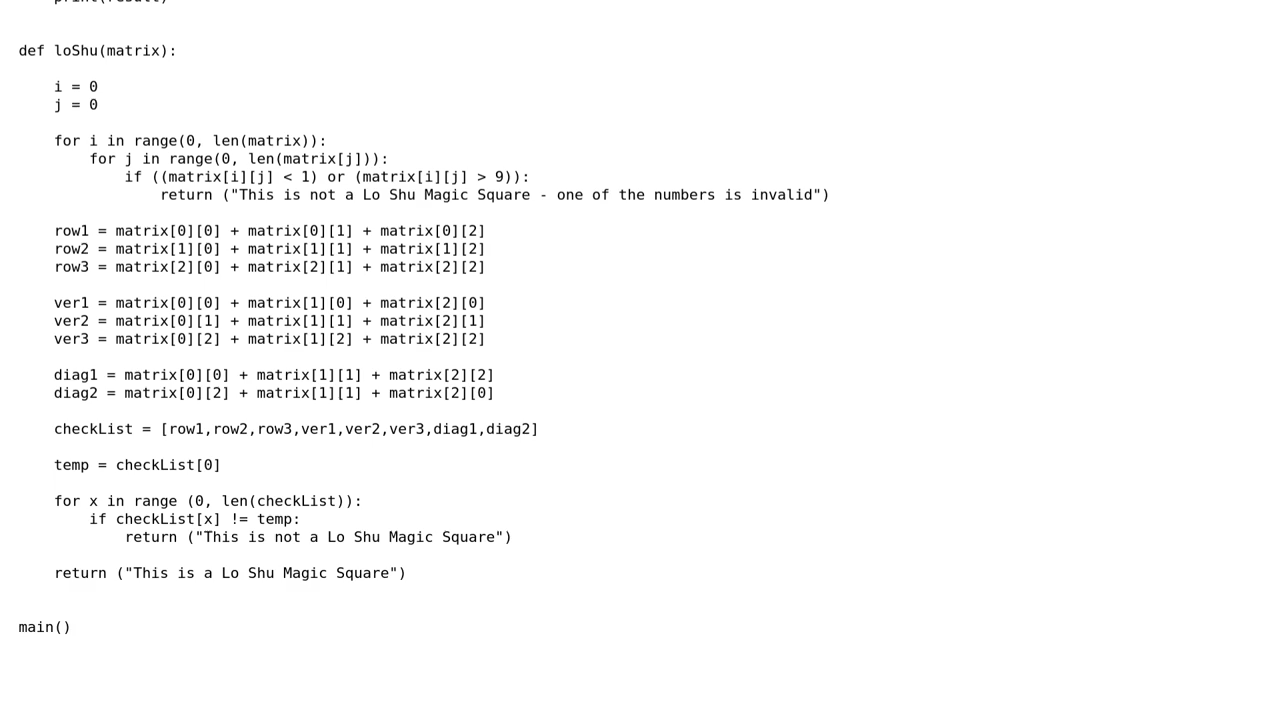 print(result)
def loShu(matrix):
i = 0
j = 0
for i in range(0, len(matrix)):
for j in range(0, len(matrix[j])):
if ((matrix[i][j] < 1) or (matrix[i][j] > 9)):
return ("This is not a Lo Shu Magic Square - one of the numbers is invalid")
row1 = matrix[0][0] + matrix[0][1] + matrix[0][2]
row2 = matrix[1][0] + matrix[1][1] + matrix[1][2]
row3 = matrix[2][0] + matrix[2][1] + matrix[2][2]
ver1 = matrix[0][0] + matrix[1][0] + matrix[2][0]
ver2 = matrix[0][1] + matrix[1][1] + matrix[2][1]
ver3 = matrix[0][2] + matrix[1][2] + matrix[2][2]
diag1 = matrix[0][0] + matrix[1][1] + matrix[2][2]
diag2 = matrix[0][2] + matrix[1][1] + matrix[2][0]
checkList = [row1,row2,row3,ver1,ver2,ver3,diag1,diag2]
temp = checkList[0]
for x in range (0, len(checkList)):
if checkList[x] != temp:
return ("This is not a Lo Shu Magic Square")
return ("This is a Lo Shu Magic Square")
main()